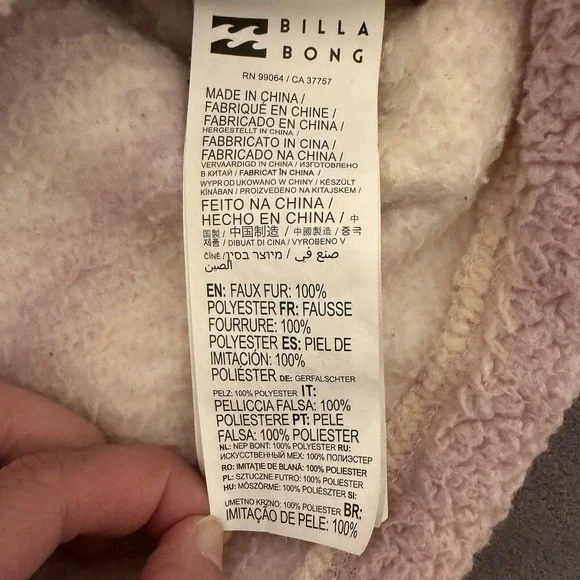 BILLA
BONG
RN 99064 / CA 37757
MADE IN CHINA /
FABRIQUÉ EN CHINE /
FABRICADO EN CHINA /
HERGESTELLT IN CHINA /
FABBRICATO IN CINA /
FABRICADO NA CHINA /
VERVAARDIGD IN CHINA / ИЗГОТОВЛЕНО
В КИТАЙ / FABRICAT ÎN CHINA /
WYPRODUKOWANO W CHINY / KÉSZÜLT
KÍNÁBAN / PROIZVEDENO NA KITAJSKEM /
FEITO NA CHINA /
HECHO EN CHINA / 中
国製 / 中国制造 / 中國製造 / 중국
제품 / DIBUAT DI CINA / VYROBENO V
ČÍNĚ / מיוצר בסין / صنع في
الصين
EN: FAUX FUR: 100%
POLYESTER FR: FAUSSE
FOURRURE: 100%
POLYESTER ES: PIEL DE
IMITACIÓN: 100%
POLIÉSTER DE: GERFALSCHTER
PELZ: 100% POLYESTER IT:
PELLICCIA FALSA: 100%
POLIESTERE PT: PELE
FALSA: 100% POLIESTER
NL: NEP BONT: 100% POLYESTER RU:
ИСКУССТВЕННЫЙ МЕХ: 100% ПОЛИЭСТЕР
RO: IMITAȚIE DE BLANĂ: 100% POLIESTER
PL: SZTUCZNE FUTRO: 100% POLIESTER
HU: MŰSZŐRME: 100% POLIÉSZTER SI:
UMETNO KRZNO: 100% POLIESTER BR:
IMITAÇÃO DE PELE: 100%